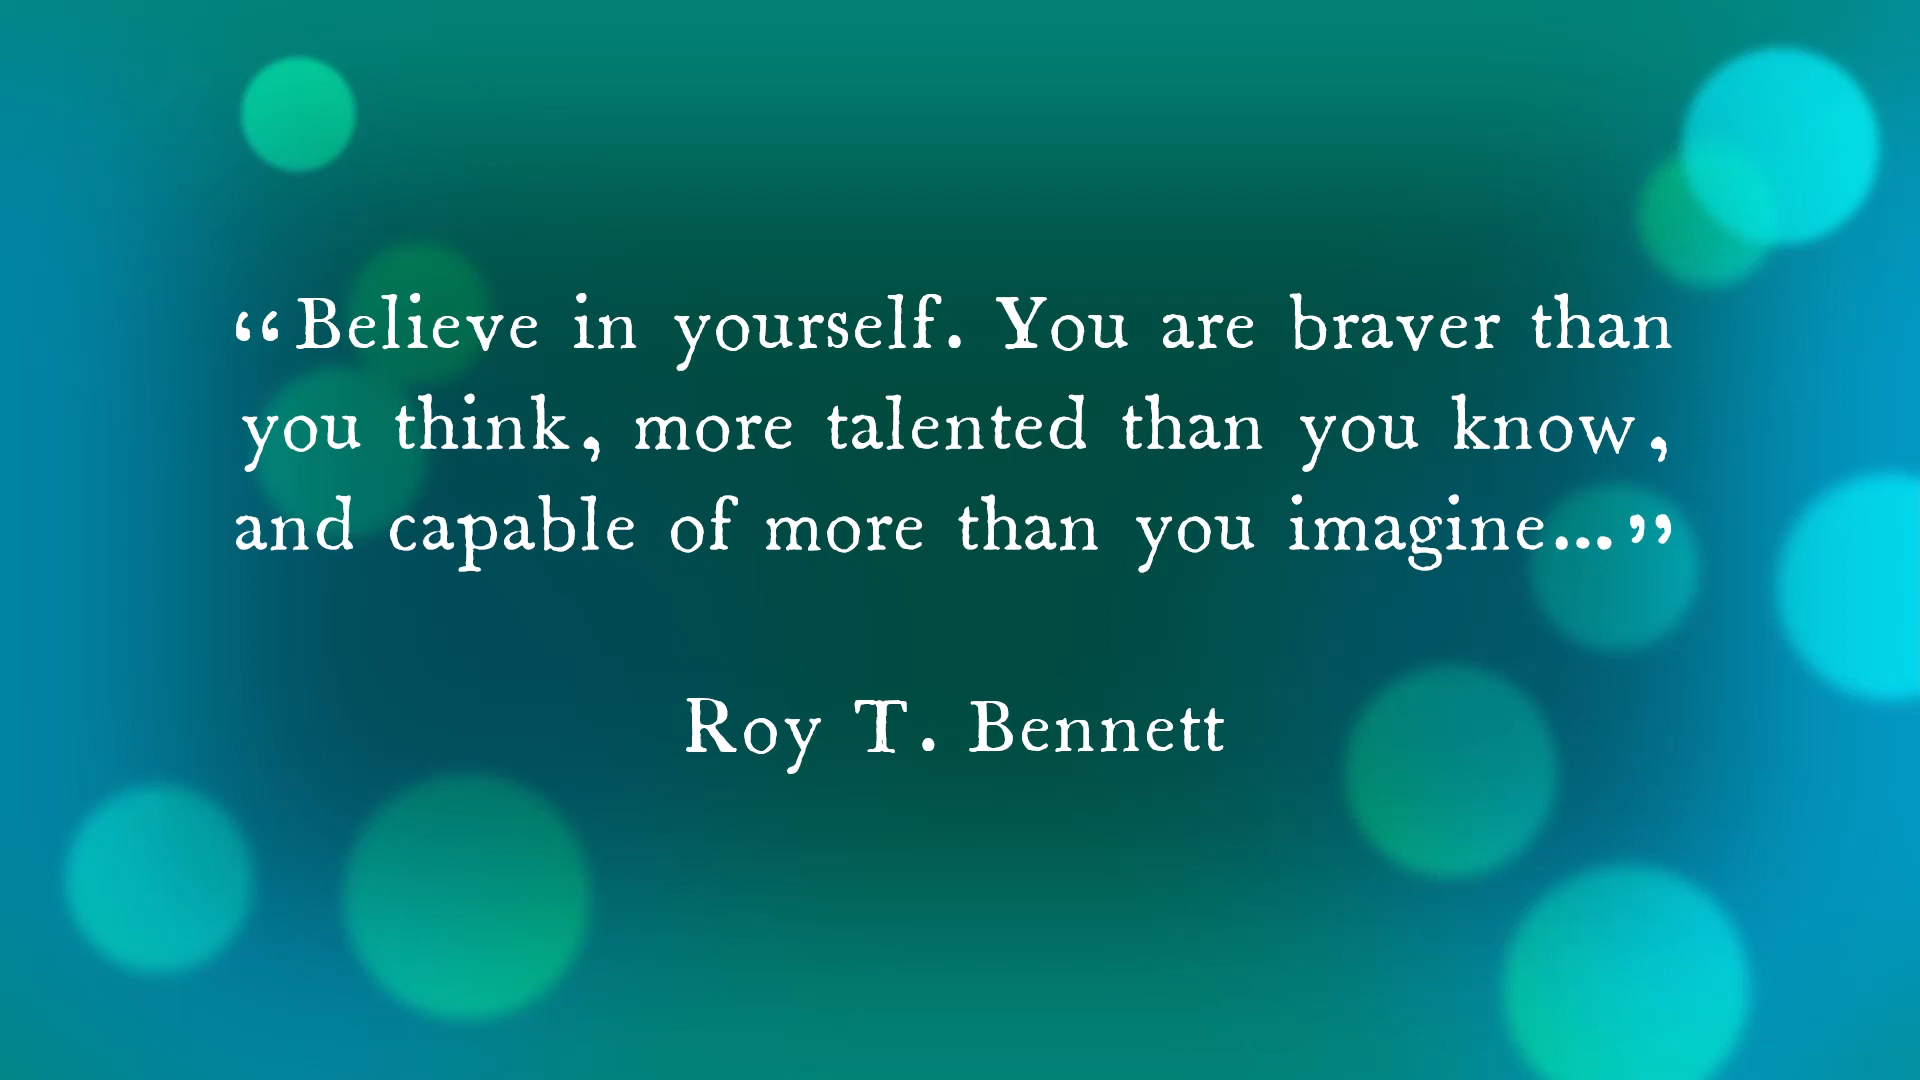 “Believe in yourself. You are braver than
you think, more talented than you know,
and capable of more than you imagine...”
Roy T. Bennett